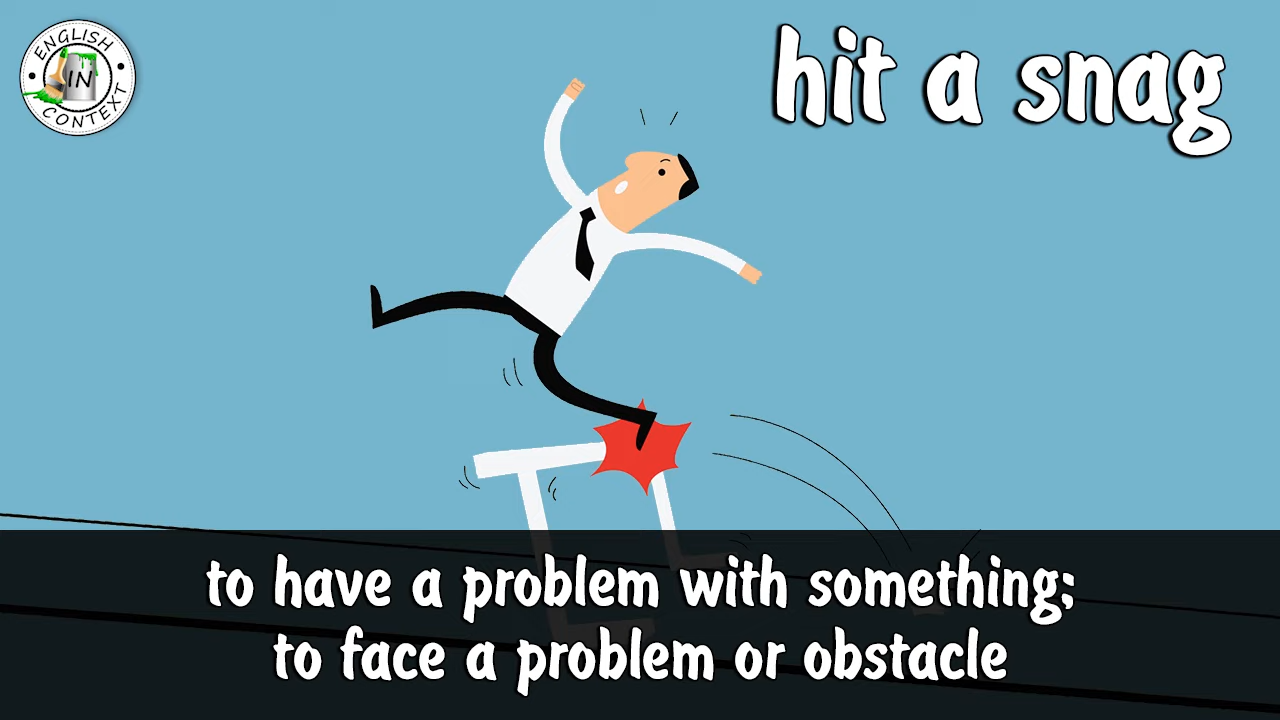 ENGLISH
IN
CONTEXT
hit a snag
to have a problem with something;
to face a problem or obstacle